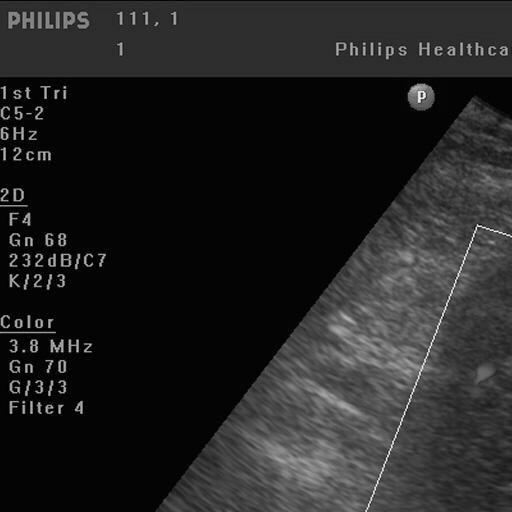 PHILIPS 111, 1
1 Philips Healthca
P
1st Tri
C5-2
6Hz
12cm
2D
F4
Gn 68
232dB/C7
K/2/3
Color
3.8 MHz
Gn 70
G/3/3
Filter 4